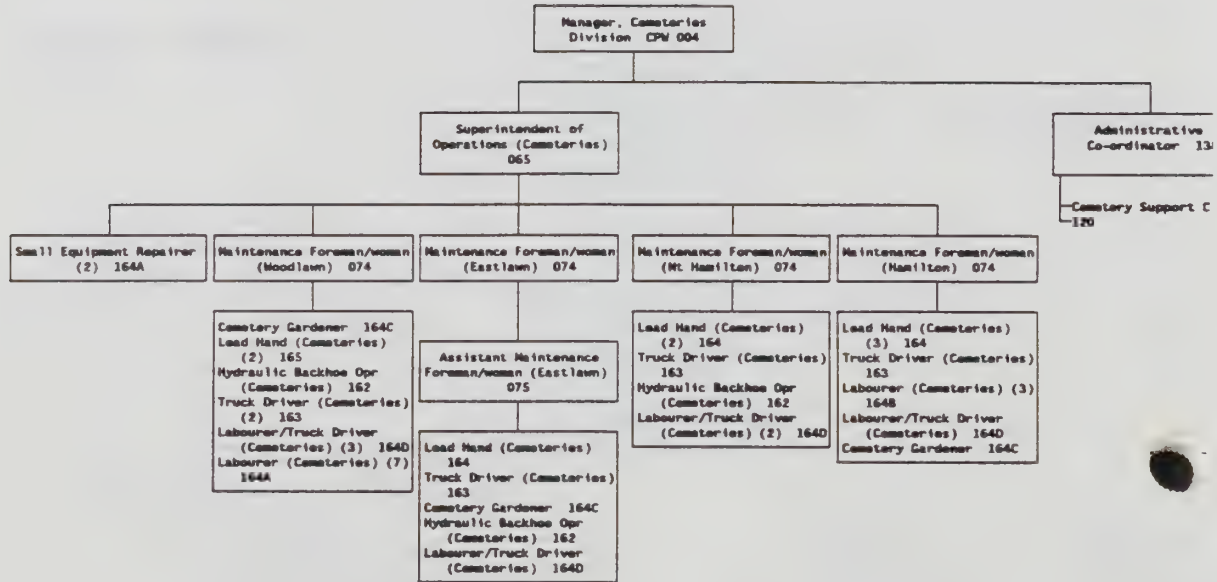 Manager, Cemeteries
Division CPW 004
Superintendent of
Operations (Cemeteries)
065
Administrative
Co-ordinator
Cemetery Support
120
Small Equipment Repairer
(2) 164A
Maintenance Foreman/woman
(Woodlawn) 074
Maintenance Foreman/woman
(Eastlawn) 074
Maintenance Foreman/woman
(Mt Hamilton) 074
Maintenance Foreman/woman
(Hamilton) 074
Cemetery Gardener 164C
Lead Hand (Cemeteries)
(2) 165
Hydraulic Backhoe Opr
(Cemeteries) 162
Truck Driver (Cemeteries)
(2) 163
Labourer/Truck Driver
(Cemeteries) (3) 164D
Labourer (Cemeteries) (7)
164A
Assistant Maintenance
Foreman/woman (Eastlawn)
075
Lead Hand (Cemeteries)
164
Truck Driver (Cemeteries)
163
Cemetery Gardener 164C
Hydraulic Backhoe Opr
(Cemeteries) 162
Labourer/Truck Driver
(Cemeteries) 164D
Lead Hand (Cemeteries)
(2) 164
Truck Driver (Cemeteries)
163
Hydraulic Backhoe Opr
(Cemeteries) 162
Labourer/Truck Driver
(Cemeteries) (2) 164D
Lead Hand (Cemeteries)
(3) 164
Truck Driver (Cemeteries)
163
Labourer (Cemeteries) (3)
164B
Labourer/Truck Driver
(Cemeteries) 164D
Cemetery Gardener 164C